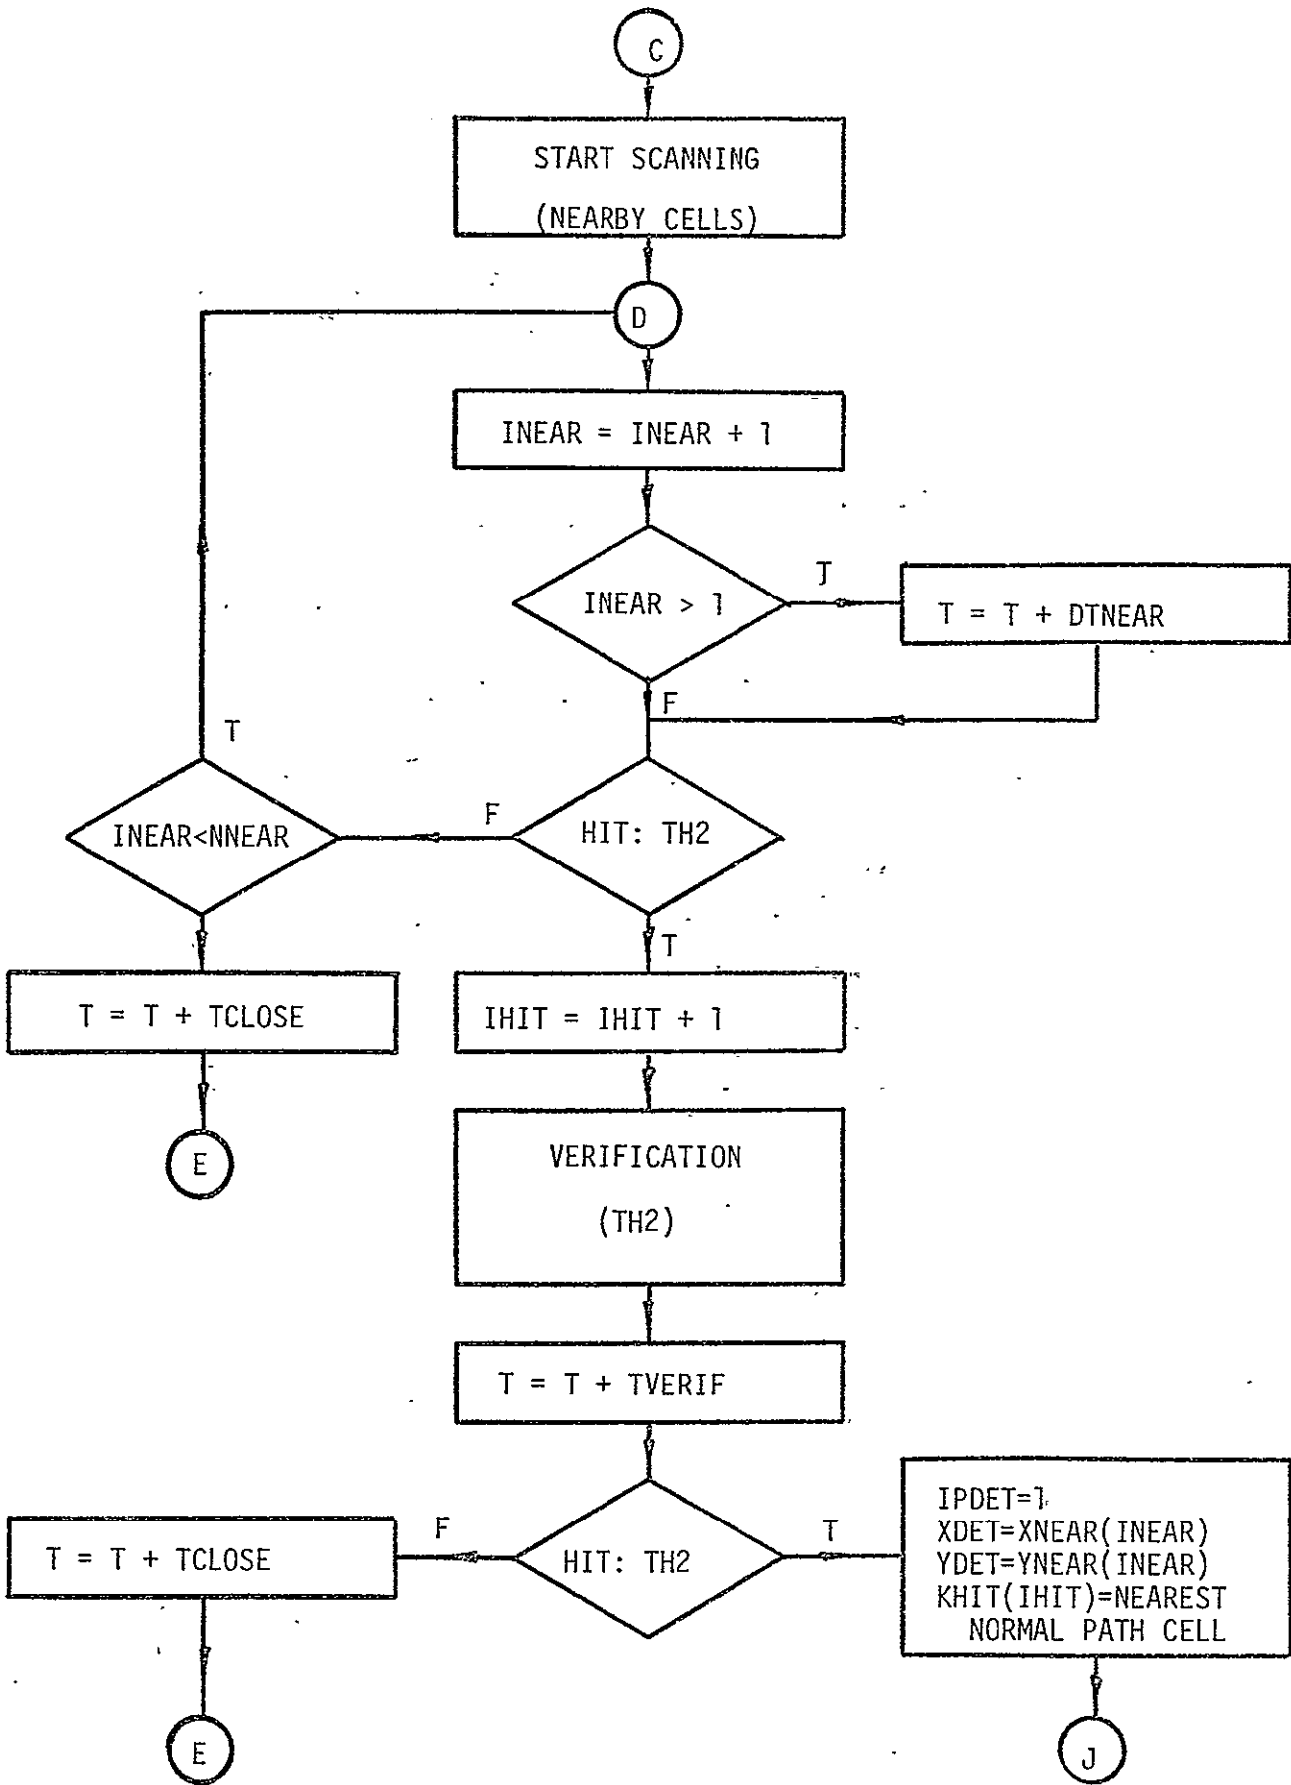 C
START SCANNING
(NEARBY CELLS)
D
INEAR = INEAR + 1
INEAR > 1
T
T = T + DTNEAR
F
T
INEAR<NNEAR
F
HIT: TH2
T
T = T + TCLOSE
IHIT = IHIT + 1
E
VERIFICATION
(TH2)
T = T + TVERIF
T = T + TCLOSE
F
HIT: TH2
T
IPDET=1
XDET=XNEAR(INEAR)
YDET=YNEAR(INEAR)
KHIT(IHIT)=NEAREST
NORMAL PATH CELL
E
J